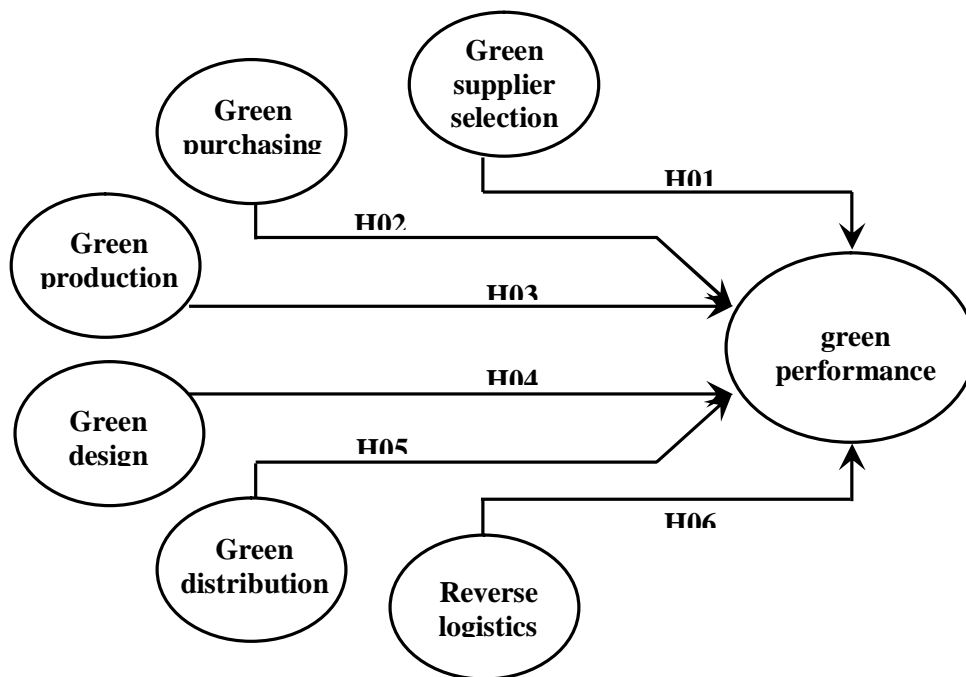 Green
supplier
selection
Green
purchasing
H01
H02
Green
production
H03
green
performance
H04
Green
design
H05
Green
distribution
H06
Reverse
logistics